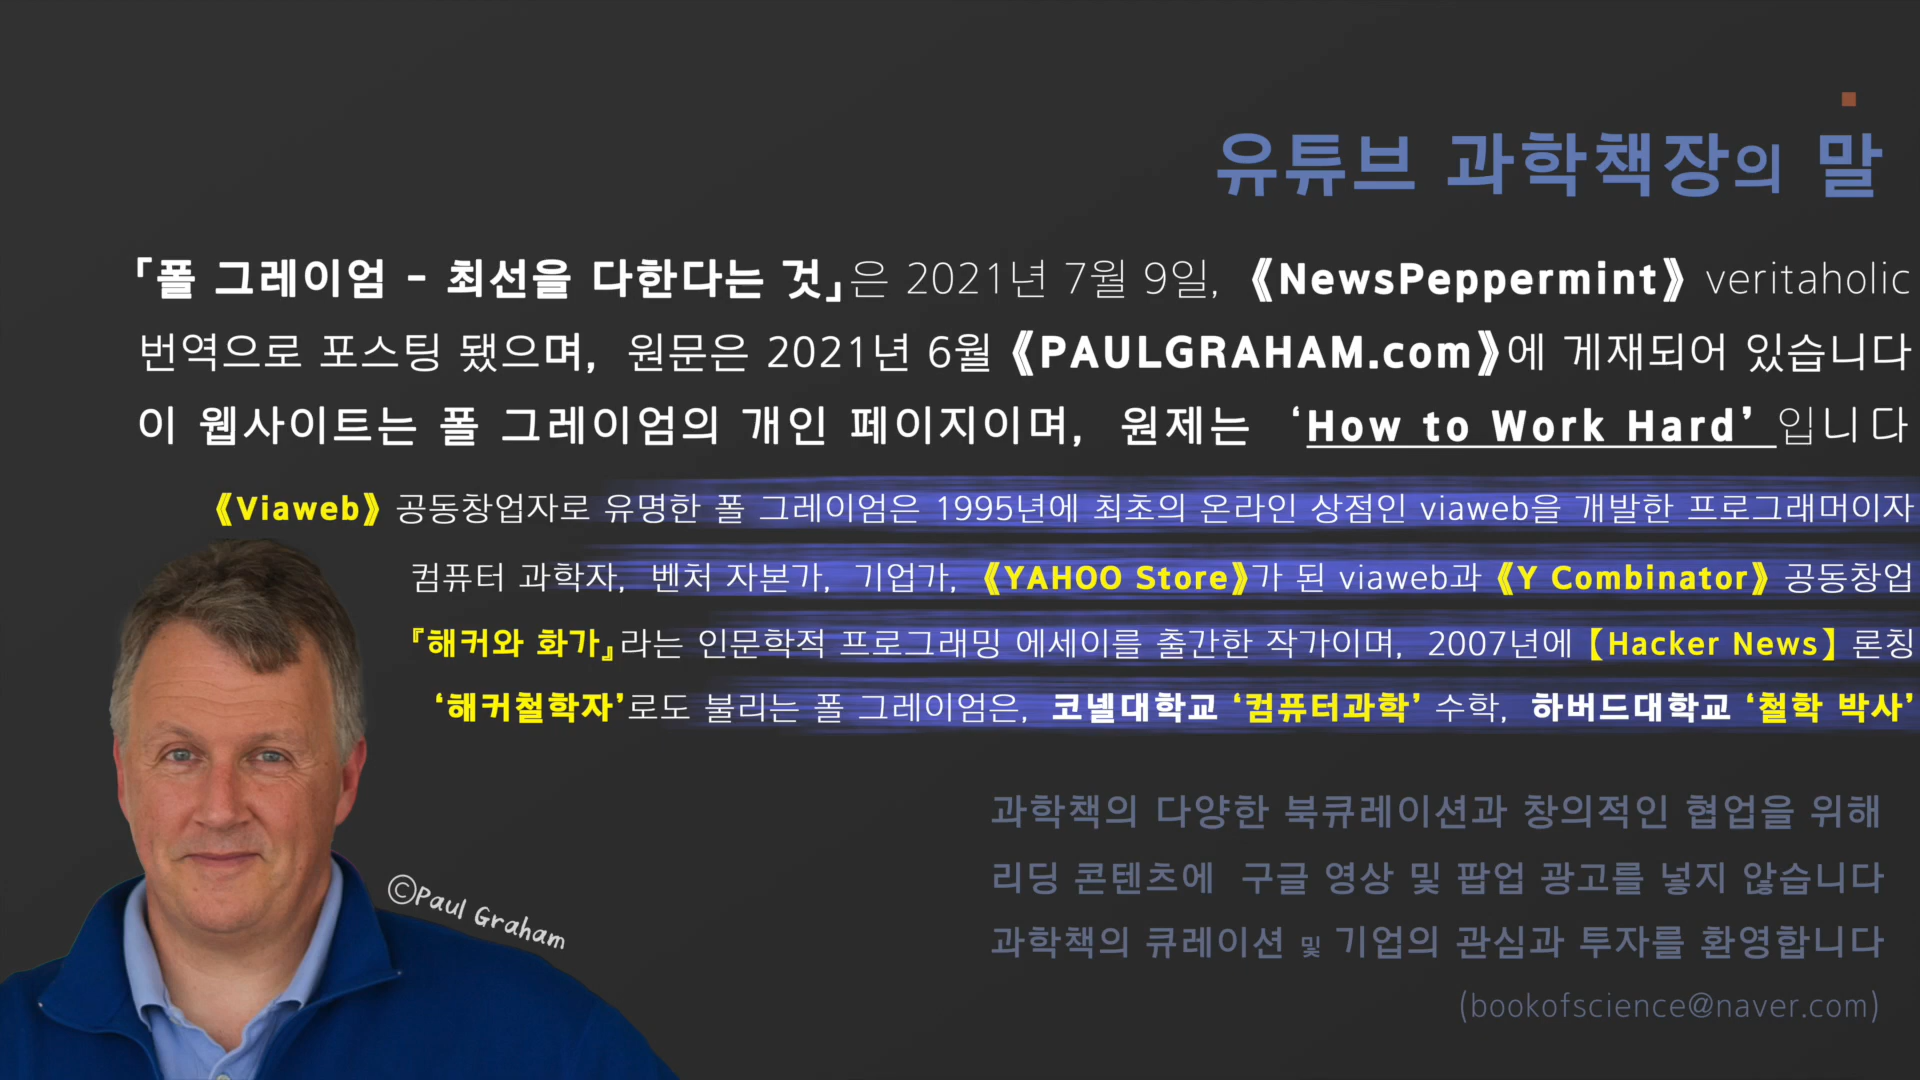 유튜브 과학책장의 말
「폴 그레이엄 - 최선을 다한다는 것」은 2021년 7월 9일, 《NewsPeppermint》 veritaholic
번역으로 포스팅 됐으며, 원문은 2021년 6월 《PAULGRAHAM.com》에 게재되어 있습니다
이 웹사이트는 폴 그레이엄의 개인 페이지이며, 원제는 ‘How to Work Hard’ 입니다
《Viaweb》 공동창업자로 유명한 폴 그레이엄은 1995년에 최초의 온라인 상점인 viaweb을 개발한 프로그래머이자
컴퓨터 과학자, 벤처 자본가, 기업가, 《YAHOO Store》가 된 viaweb과 《Y Combinator》 공동창업
『해커와 화가』라는 인문학적 프로그래밍 에세이를 출간한 작가이며, 2007년에 【Hacker News】 론칭
‘해커철학자’로도 불리는 폴 그레이엄은, 코넬대학교 ‘컴퓨터과학’ 수학, 하버드대학교 ‘철학 박사’
©Paul Graham
과학책의 다양한 북큐레이션과 창의적인 협업을 위해
리딩 콘텐츠에 구글 영상 및 팝업 광고를 넣지 않습니다
과학책의 큐레이션 및 기업의 관심과 투자를 환영합니다
(bookofscience@naver.com)